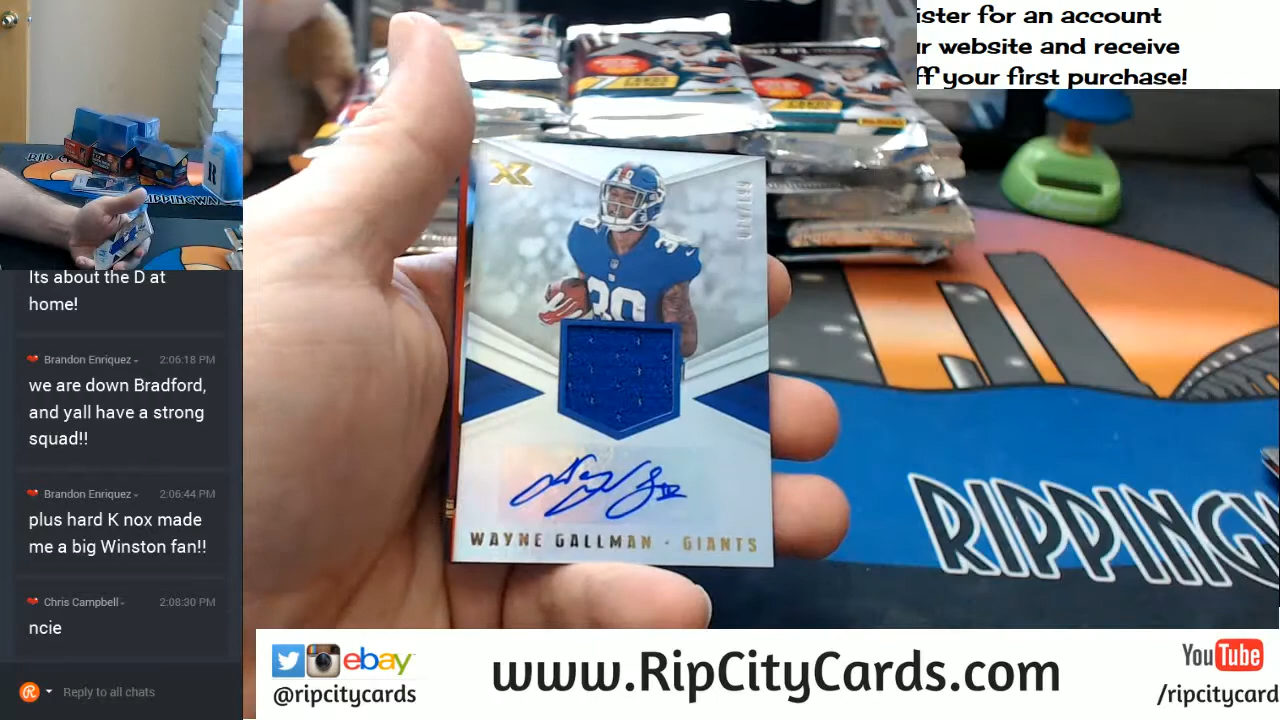 ister for an account
ur website and receive
ff your first purchase!
Its about the D at
home!
Brandon Enriquez
2:06:18 PM
we are down Bradford,
and yall have a strong
squad!!
Brandon Enriquez
2:06:44 PM
plus hard K nox made
me a big Winston fan!!
Chris Campbell
2:08:30 PM
ncie
Reply to all chats
XR
30
WAYNE GALLMAN - GIANTS
RIPPINGW
RIPPINGWA
ebay
@ripcitycards
www.RipCityCards.com
YouTube
/ripcitycard